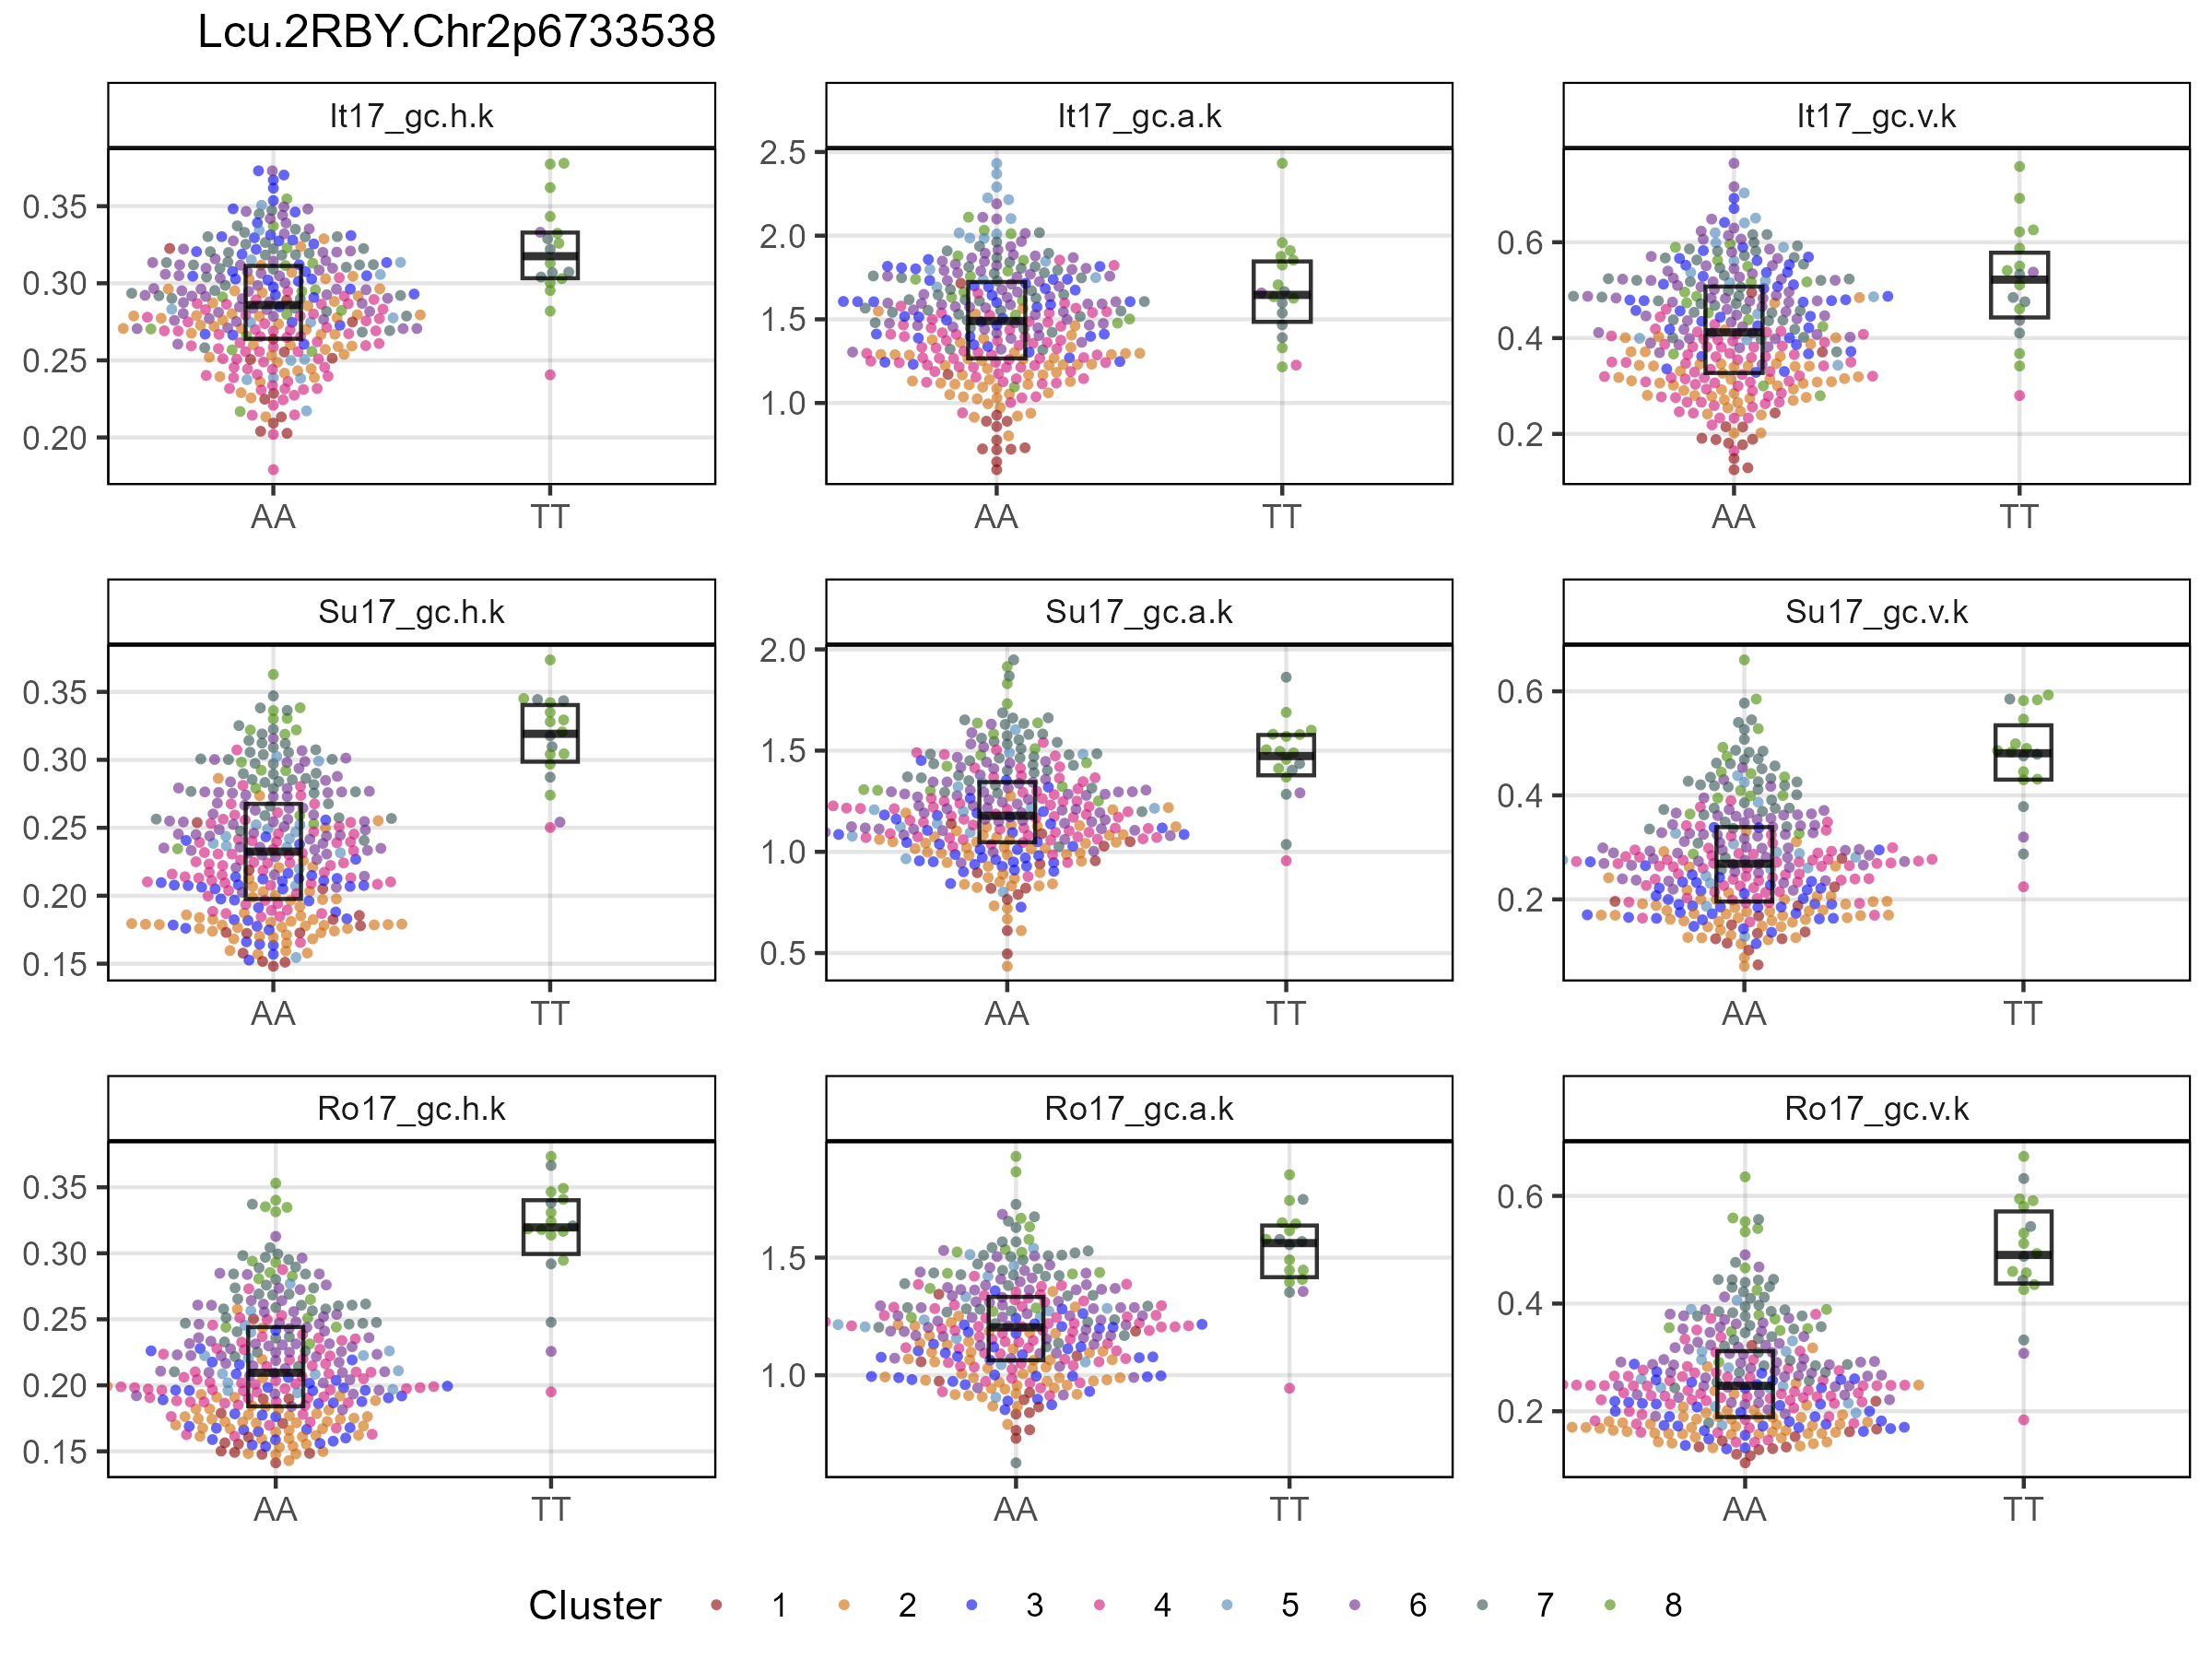 Lcu.2RBY.Chr2p6733538
It17_gc.h.k
It17_gc.a.k
It17_gc.v.k
0.35
0.30
0.25
0.20
2.5
2.0
1.5
1.0
0.6
0.4
0.2
AA TT
AA TT
AA TT
Su17_gc.h.k
Su17_gc.a.k
Su17_gc.v.k
0.35
0.30
0.25
0.20
0.15
2.0
1.5
1.0
0.5
0.6
0.4
0.2
AA TT
AA TT
AA TT
Ro17_gc.h.k
Ro17_gc.a.k
Ro17_gc.v.k
0.35
0.30
0.25
0.20
0.15
1.5
1.0
0.6
0.4
0.2
AA TT
AA TT
AA TT
Cluster 1 2 3 4 5 6 7 8